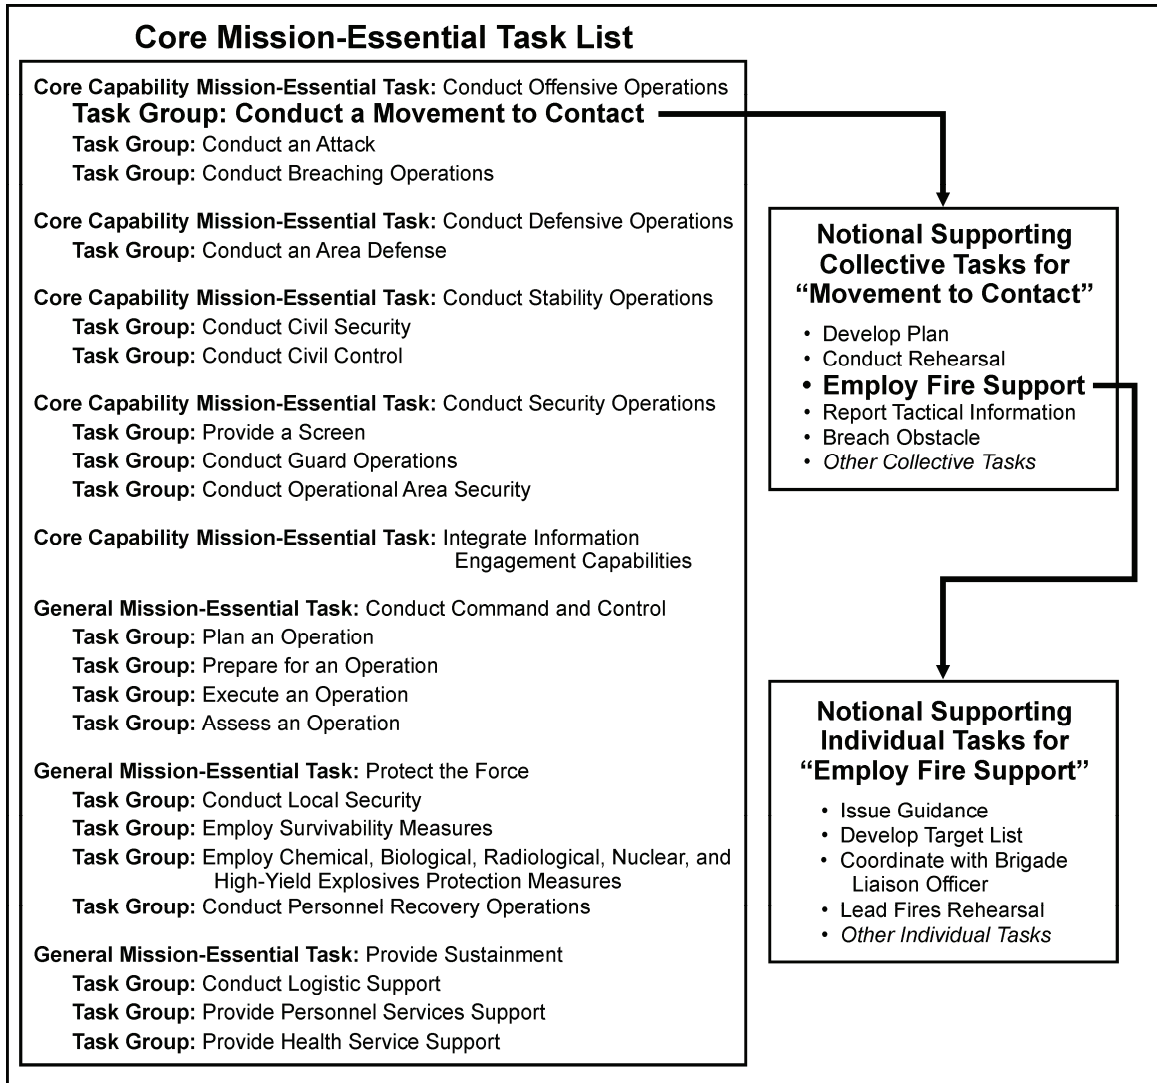 Core Mission-Essential Task List
Core Capability Mission-Essential Task: Conduct Offensive Operations
Task Group: Conduct a Movement to Contact
Task Group: Conduct an Attack
Task Group: Conduct Breaching Operations
Core Capability Mission-Essential Task: Conduct Defensive Operations
Task Group: Conduct an Area Defense
Core Capability Mission-Essential Task: Conduct Stability Operations
Task Group: Conduct Civil Security
Task Group: Conduct Civil Control
Core Capability Mission-Essential Task: Conduct Security Operations
Task Group: Provide a Screen
Task Group: Conduct Guard Operations
Task Group: Conduct Operational Area Security
Core Capability Mission-Essential Task: Integrate Information
Engagement Capabilities
General Mission-Essential Task: Conduct Command and Control
Task Group: Plan an Operation
Task Group: Prepare for an Operation
Task Group: Execute an Operation
Task Group: Assess an Operation
General Mission-Essential Task: Protect the Force
Task Group: Conduct Local Security
Task Group: Employ Survivability Measures
Task Group: Employ Chemical, Biological, Radiological, Nuclear, and
High-Yield Explosives Protection Measures
Task Group: Conduct Personnel Recovery Operations
General Mission-Essential Task: Provide Sustainment
Task Group: Conduct Logistic Support
Task Group: Provide Personnel Services Support
Task Group: Provide Health Service Support
Notional Supporting
Collective Tasks for
“Movement to Contact”
• Develop Plan
• Conduct Rehearsal
• Employ Fire Support
• Report Tactical Information
• Breach Obstacle
• Other Collective Tasks
Notional Supporting
Individual Tasks for
“Employ Fire Support”
• Issue Guidance
• Develop Target List
• Coordinate with Brigade
Liaison Officer
• Lead Fires Rehearsal
• Other Individual Tasks